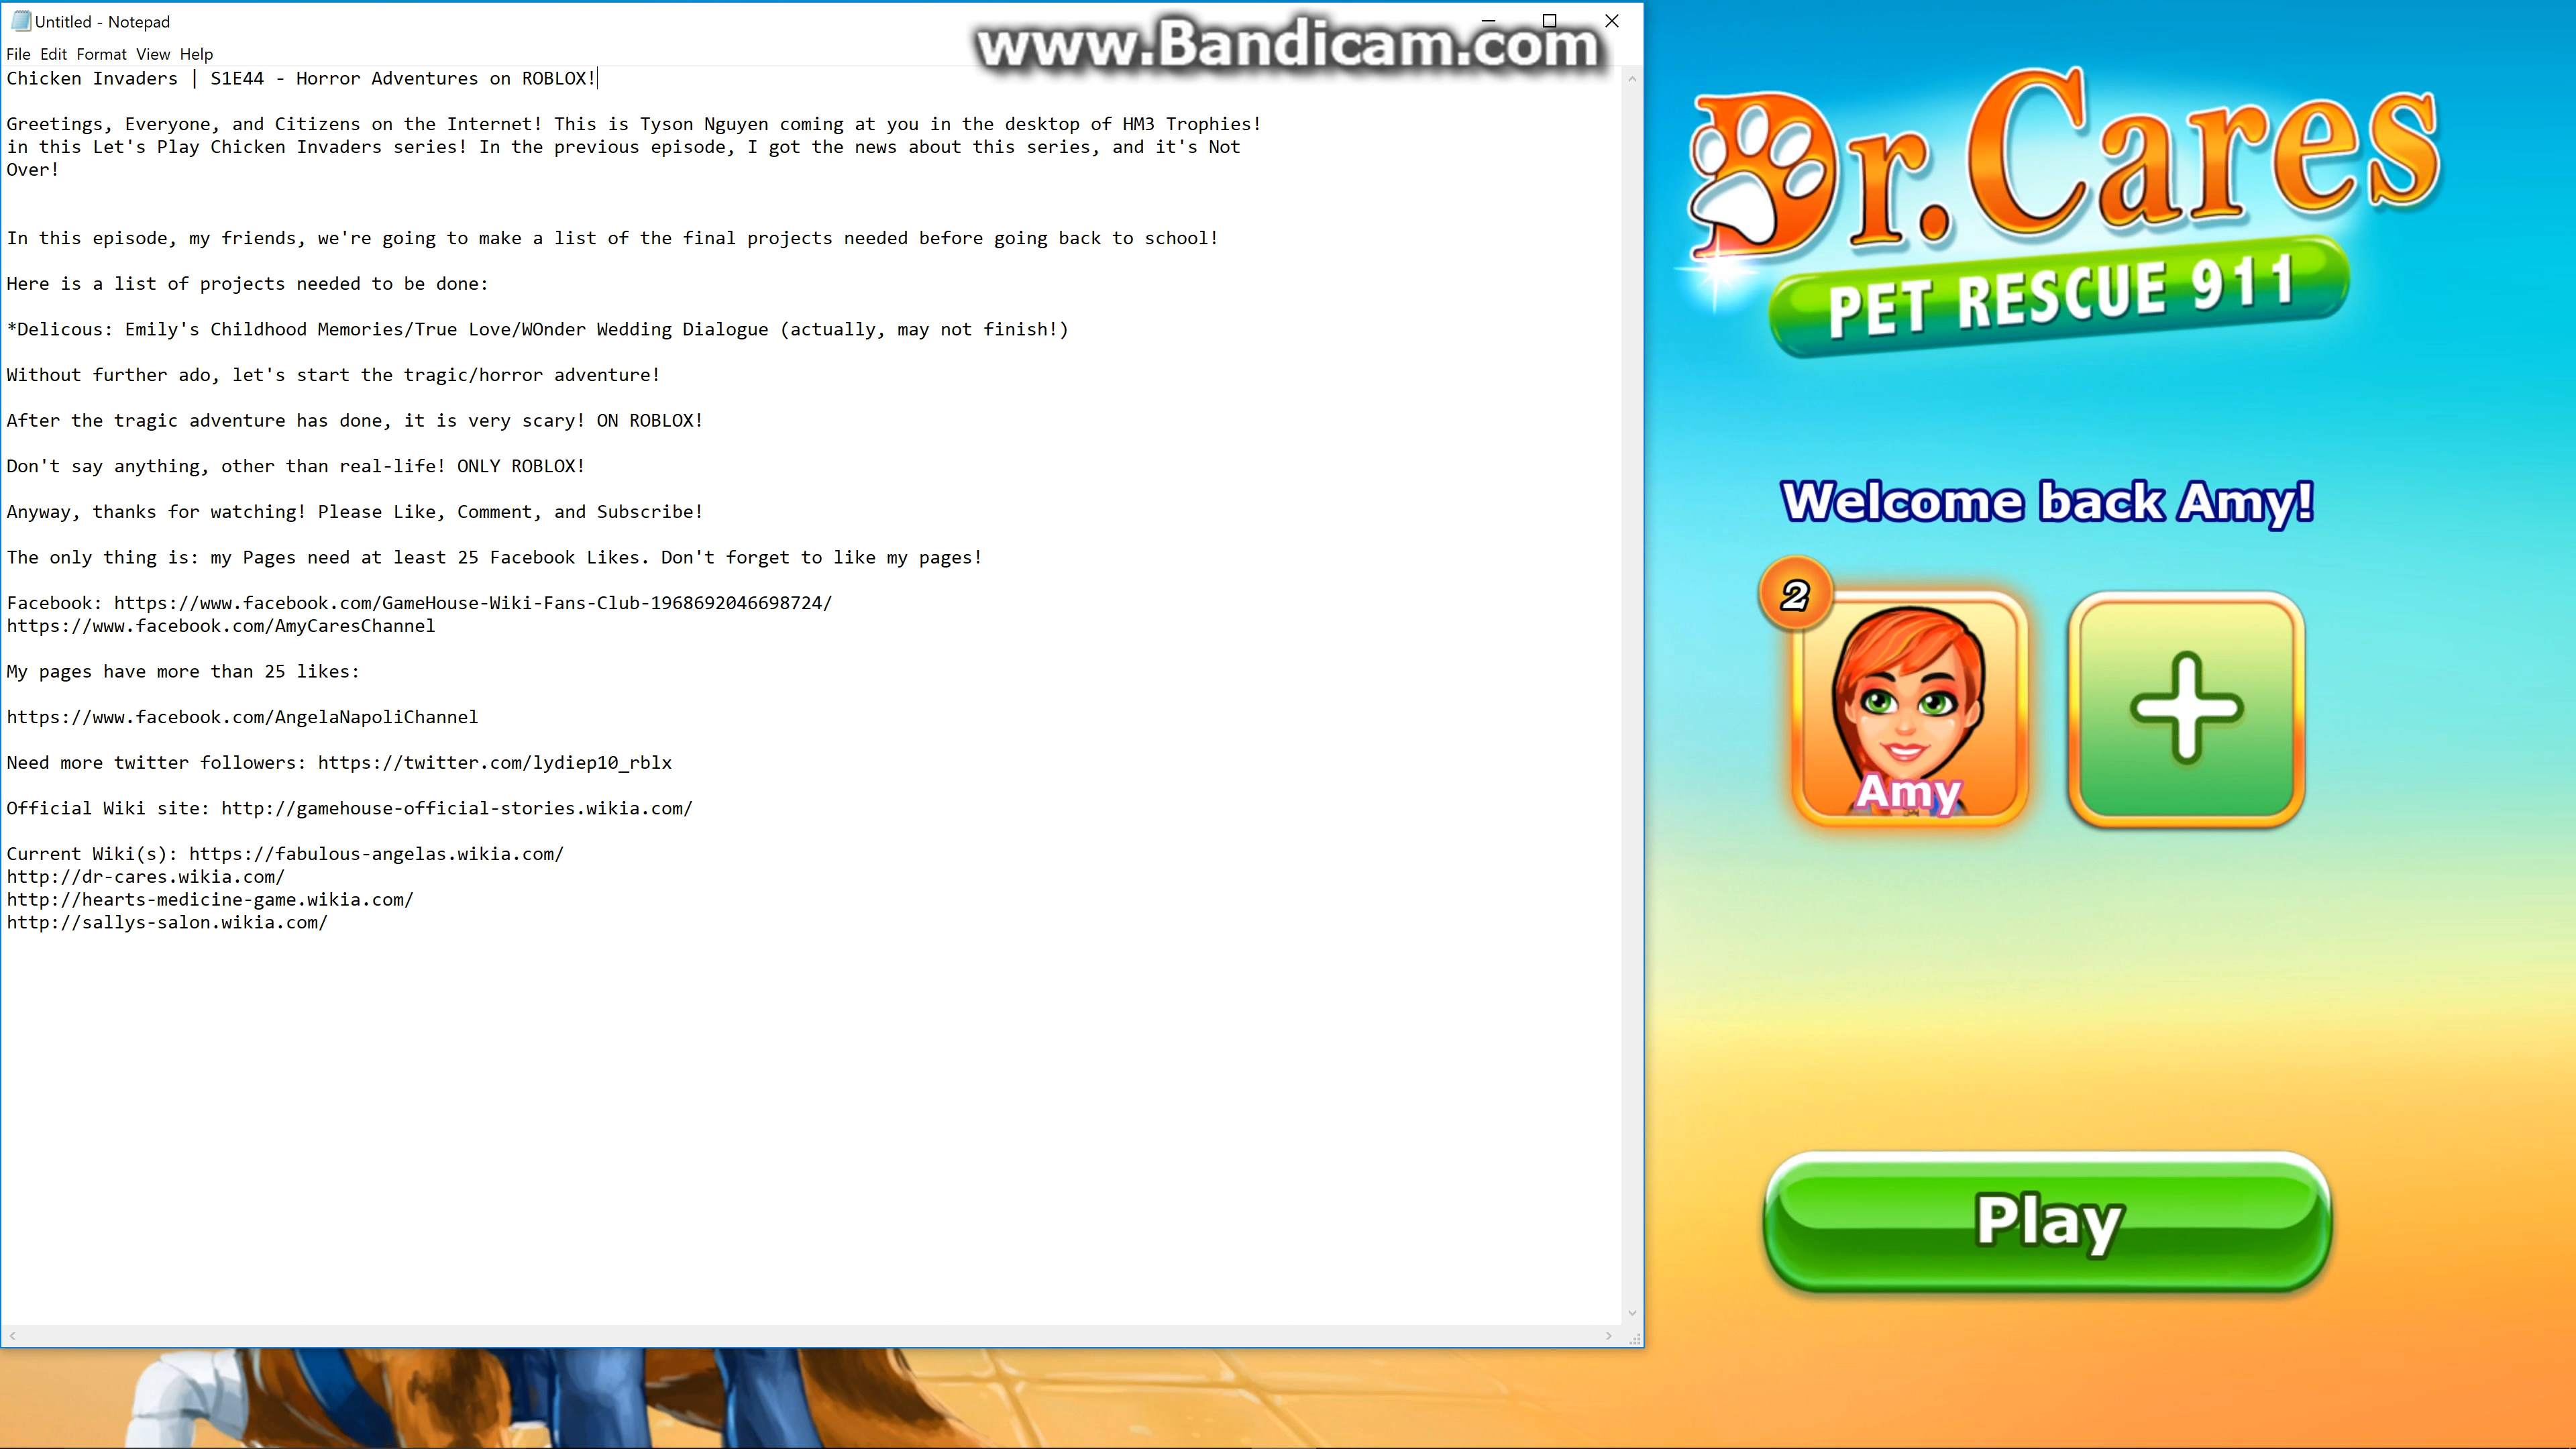 Untitled - Notepad
www.Bandicam.com
File Edit Format View Help
Chicken Invaders | S1E44 - Horror Adventures on ROBLOX!
Greetings, Everyone, and Citizens on the Internet! This is Tyson Nguyen coming at you in the desktop of HM3 Trophies!
in this Let's Play Chicken Invaders series! In the previous episode, I got the news about this series, and it's Not
Over!
In this episode, my friends, we're going to make a list of the final projects needed before going back to school!
Here is a list of projects needed to be done:
*Delicous: Emily's Childhood Memories/True Love/WOnder Wedding Dialogue (actually, may not finish!)
Without further ado, let's start the tragic/horror adventure!
After the tragic adventure has done, it is very scary! ON ROBLOX!
Don't say anything, other than real-life! ONLY ROBLOX!
Anyway, thanks for watching! Please Like, Comment, and Subscribe!
The only thing is: my Pages need at least 25 Facebook Likes. Don't forget to like my pages!
Facebook: https://www.facebook.com/GameHouse-Wiki-Fans-Club-1968692046698724/
https://www.facebook.com/AmyCaresChannel
My pages have more than 25 likes:
https://www.facebook.com/AngelaNapoliChannel
Need more twitter followers: https://twitter.com/lydiep10_rblx
Official Wiki site: http://gamehouse-official-stories.wikia.com/
Current Wiki(s): https://fabulous-angelas.wikia.com/
http://dr-cares.wikia.com/
http://hearts-medicine-game.wikia.com/
http://sallys-salon.wikia.com/
Dr. Cares
PET RESCUE 911
Welcome back Amy!
2
Amy
Play